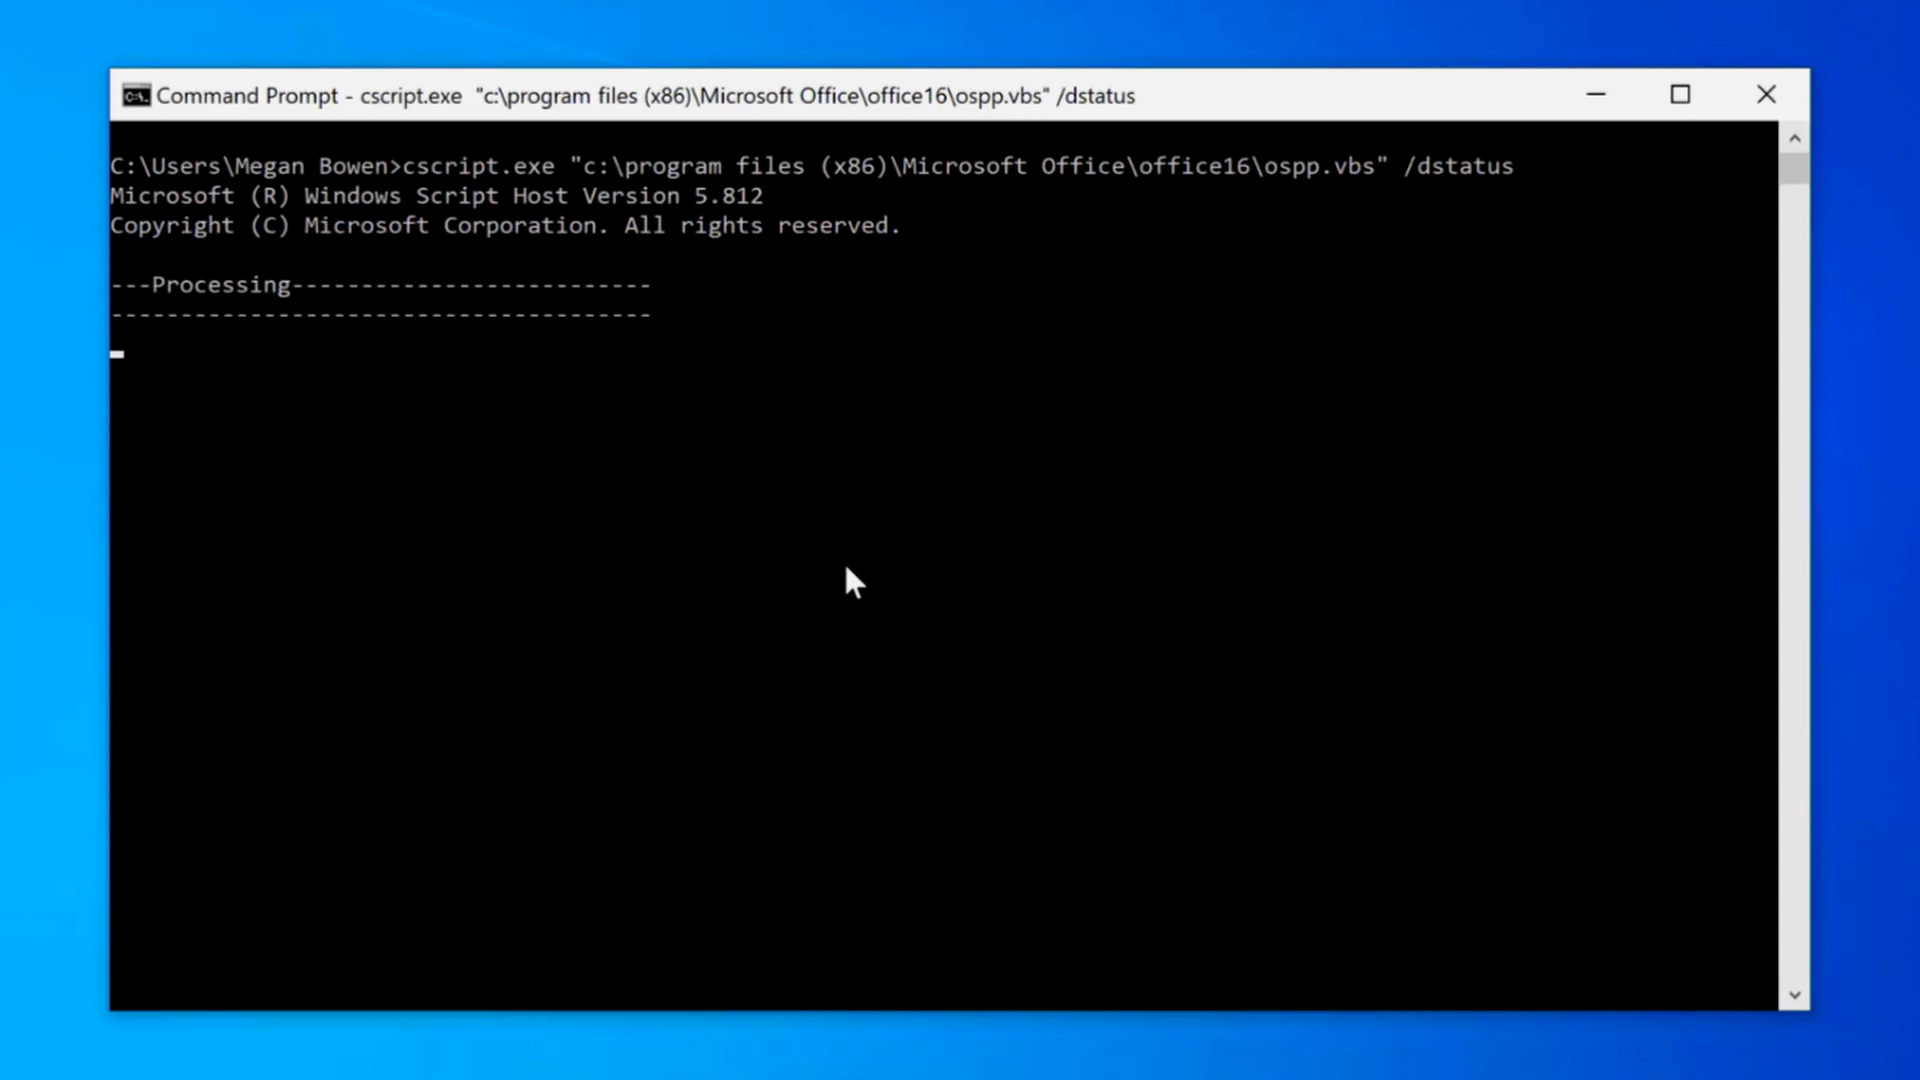 Command Prompt - cscript.exe "c:\program files (x86)\Microsoft Office\office16\ospp.vbs" /dstatus
C:\Users\Megan Bowen>cscript.exe "c:\program files (x86)\Microsoft Office\office16\ospp.vbs" /dstatus
Microsoft (R) Windows Script Host Version 5.812
Copyright (C) Microsoft Corporation. All rights reserved.
---Processing--------------------------
---------------------------------------